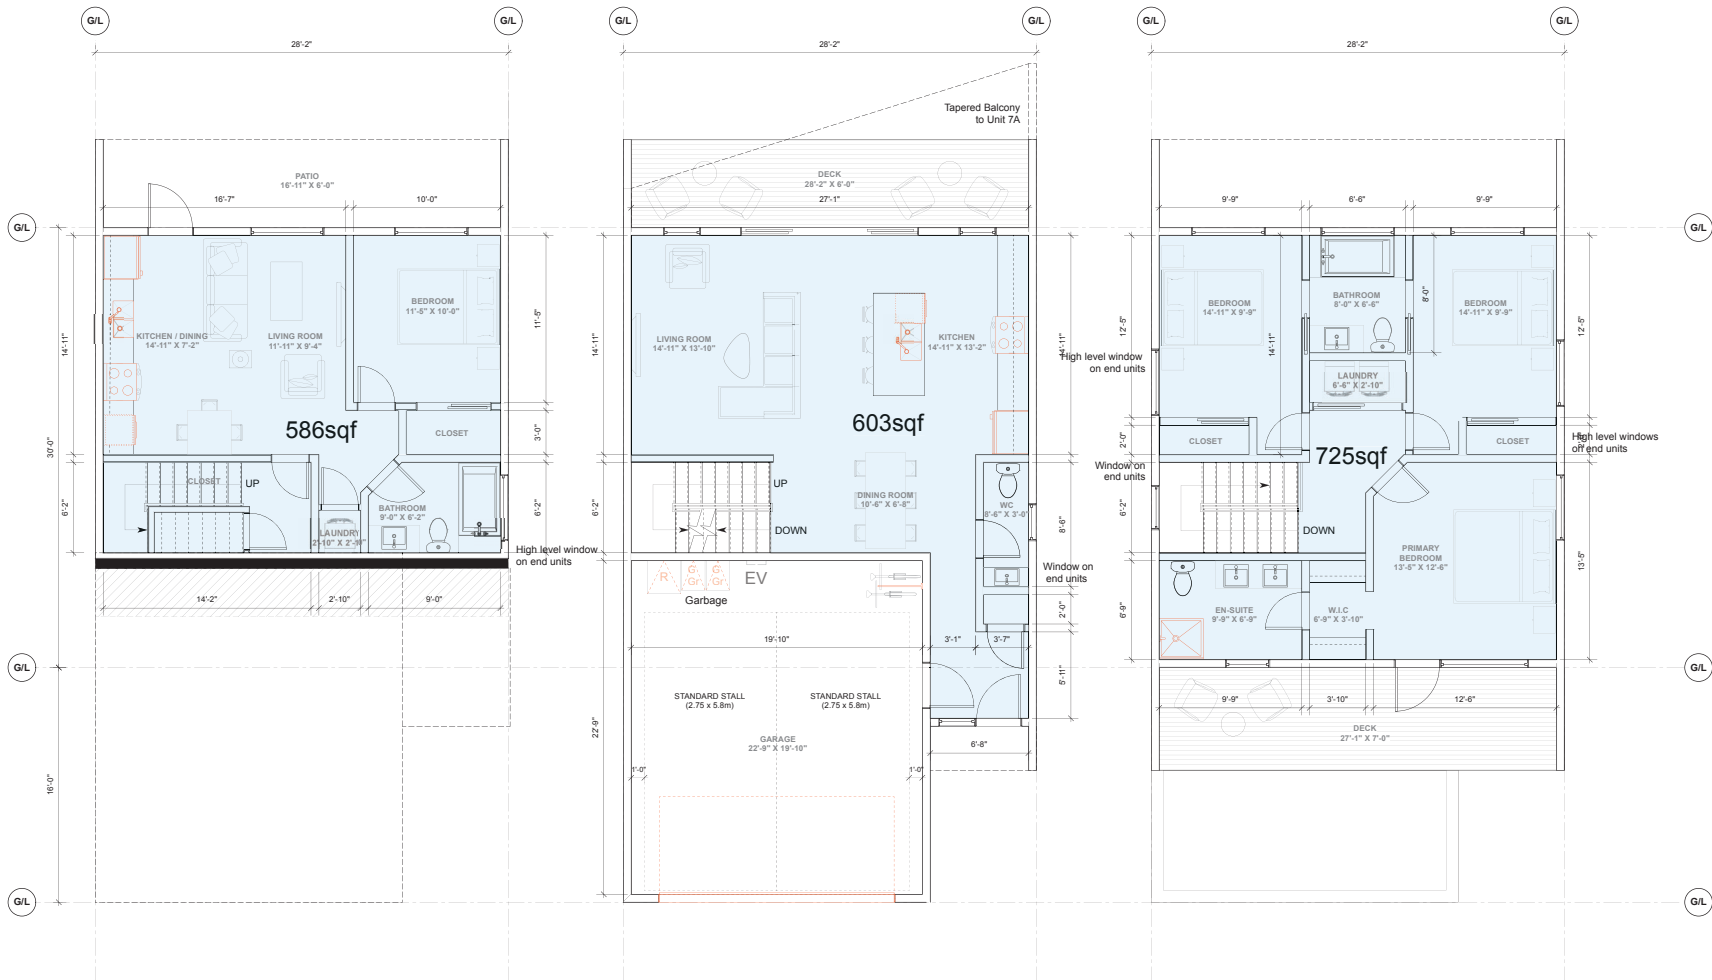 G/L
G/L
28'-2"
PATIO
16'-11" X 6'-0"
16'-7"
10'-0"
G/L
14'-11"
30'-0"
6'-2"
KITCHEN / DINING
14'-11" X 7'-2"
LIVING ROOM
11'-11" X 9'-4"
BEDROOM
11'-5" X 10'-0"
11'-5"
586sqf
CLOSET
3'-0"
CLOSET
UP
BATHROOM
9'-0" X 6'-2"
LAUNDRY
6'-2"
High level window
on end units
14'-2"
2'-10"
9'-0"
G/L
16'-0"
G/L
G/L
G/L
28'-2"
Tapered Balcony
to Unit 7A
DECK
28'-2" X 6'-0"
27'-1"
14'-11"
LIVING ROOM
14'-11" X 13'-10"
KITCHEN
14'-11" X 13'-2"
14'-11"
603sqf
6'-2"
UP
DOWN
DINING ROOM
10'-6" X 6'-8"
WC
8'-6" X 3'-0"
8'-6"
R
G
Gr
G
Gr
EV
Garbage
Window on
end units
2'-0"
19'-10"
3'-1"
3'-7"
5'-11"
STANDARD STALL
(2.75 x 5.8m)
STANDARD STALL
(2.75 x 5.8m)
GARAGE
22'-9" X 19'-10"
22'-9"
6'-8"
1'-0"
1'-0"
G/L
G/L
28'-2"
9'-9"
6'-6"
9'-9"
G/L
12'-5"
BEDROOM
14'-11" X 9'-9"
14'-11"
BATHROOM
8'-0" X 6'-6"
8'-0"
BEDROOM
14'-11" X 9'-9"
12'-5"
High level window
on end units
LAUNDRY
6'-6" X 2'-10"
2'-0"
CLOSET
725sqf
CLOSET
High level windows
on end units
Window on
end units
6'-2"
DOWN
PRIMARY
BEDROOM
13'-5" X 12'-6"
13'-5"
6'-9"
EN-SUITE
9'-9" X 6'-9"
W.I.C
6'-9" X 3'-10"
G/L
9'-9"
3'-10"
12'-6"
DECK
27'-1" X 7'-0"
G/L